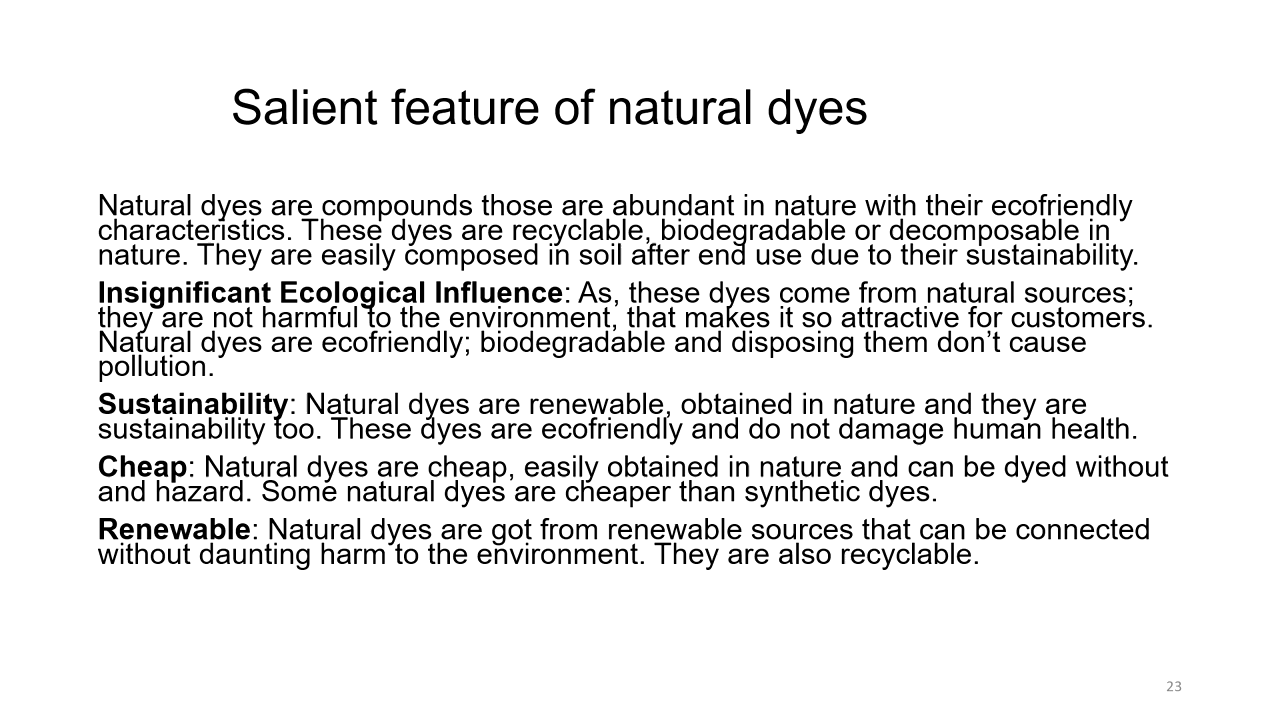 Salient feature of natural dyes
Natural dyes are compounds those are abundant in nature with their ecofriendly
characteristics. These dyes are recyclable, biodegradable or decomposable in
nature. They are easily composed in soil after end use due to their sustainability.
Insignificant Ecological Influence: As, these dyes come from natural sources;
they are not harmful to the environment, that makes it so attractive for customers.
Natural dyes are ecofriendly; biodegradable and disposing them don’t cause
pollution.
Sustainability: Natural dyes are renewable, obtained in nature and they are
sustainability too. These dyes are ecofriendly and do not damage human health.
Cheap: Natural dyes are cheap, easily obtained in nature and can be dyed without
and hazard. Some natural dyes are cheaper than synthetic dyes.
Renewable: Natural dyes are got from renewable sources that can be connected
without daunting harm to the environment. They are also recyclable.
23